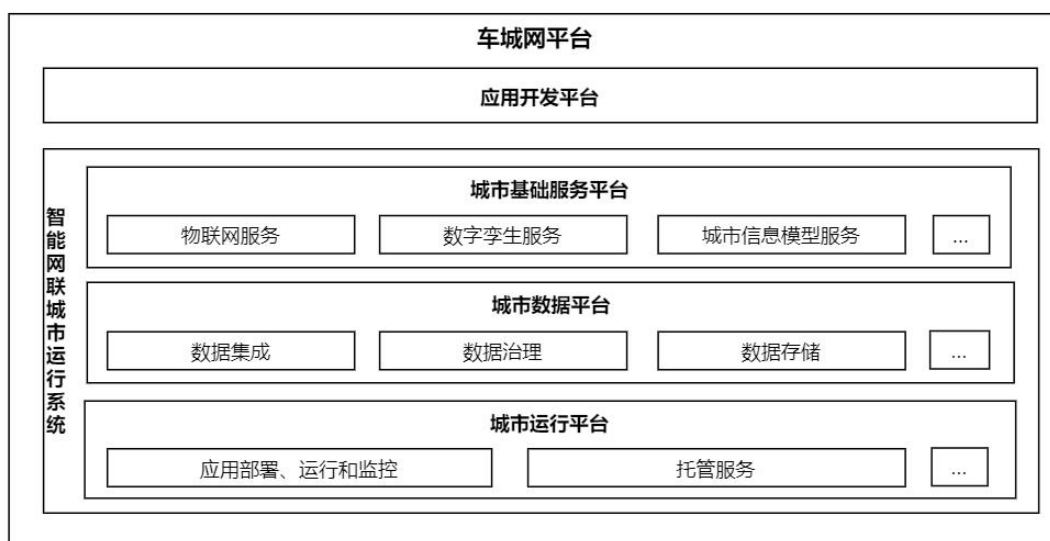 车城网平台
应用开发平台
智能网联城市运行系统
城市基础服务平台
物联网服务
数字孪生服务
城市信息模型服务
...
城市数据平台
数据集成
数据治理
数据存储
...
城市运行平台
应用部署、运行和监控
托管服务
...